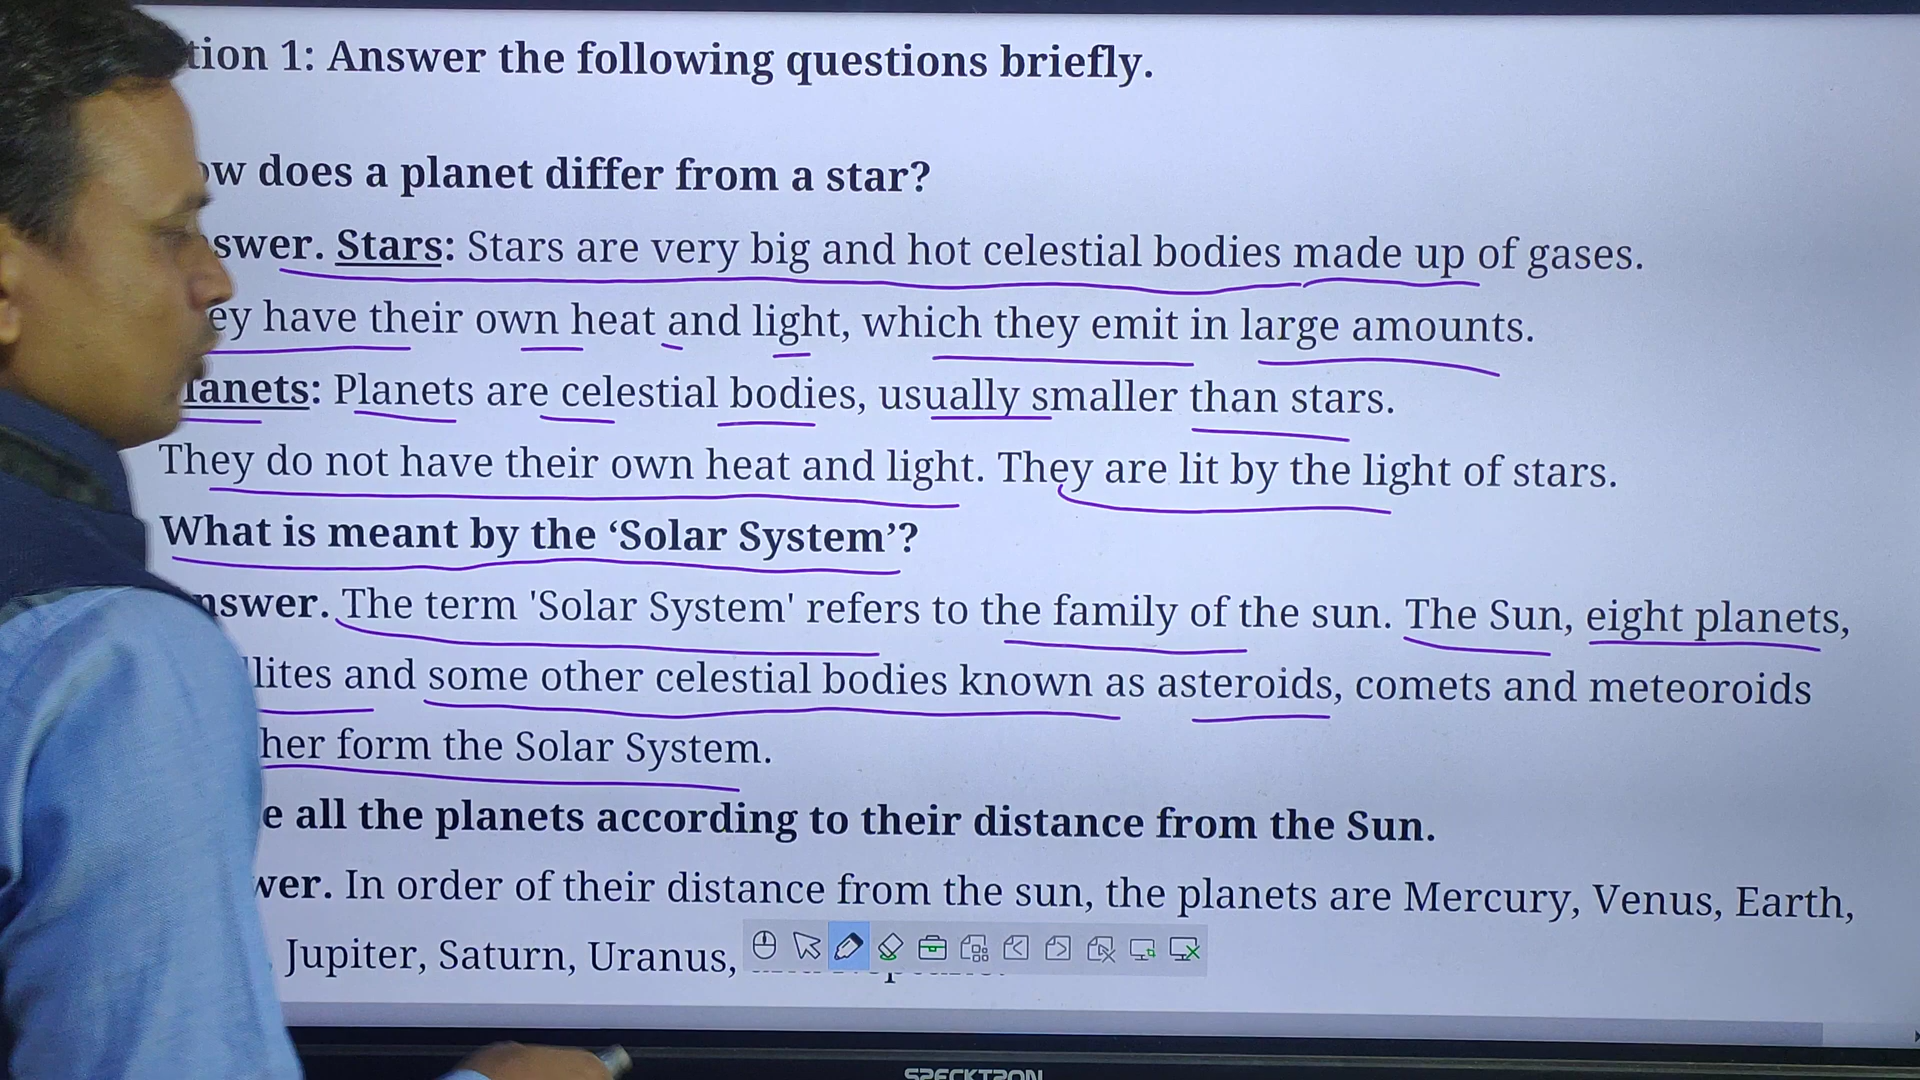 tion 1: Answer the following questions briefly.
ow does a planet differ from a star?
swer. Stars: Stars are very big and hot celestial bodies made up of gases.
ey have their own heat and light, which they emit in large amounts.
lanets: Planets are celestial bodies, usually smaller than stars.
They do not have their own heat and light. They are lit by the light of stars.
What is meant by the ‘Solar System’?
nswer. The term 'Solar System' refers to the family of the sun. The Sun, eight planets,
llites and some other celestial bodies known as asteroids, comets and meteoroids
her form the Solar System.
e all the planets according to their distance from the Sun.
wer. In order of their distance from the sun, the planets are Mercury, Venus, Earth,
Jupiter, Saturn, Uranus,
SPECKTRON